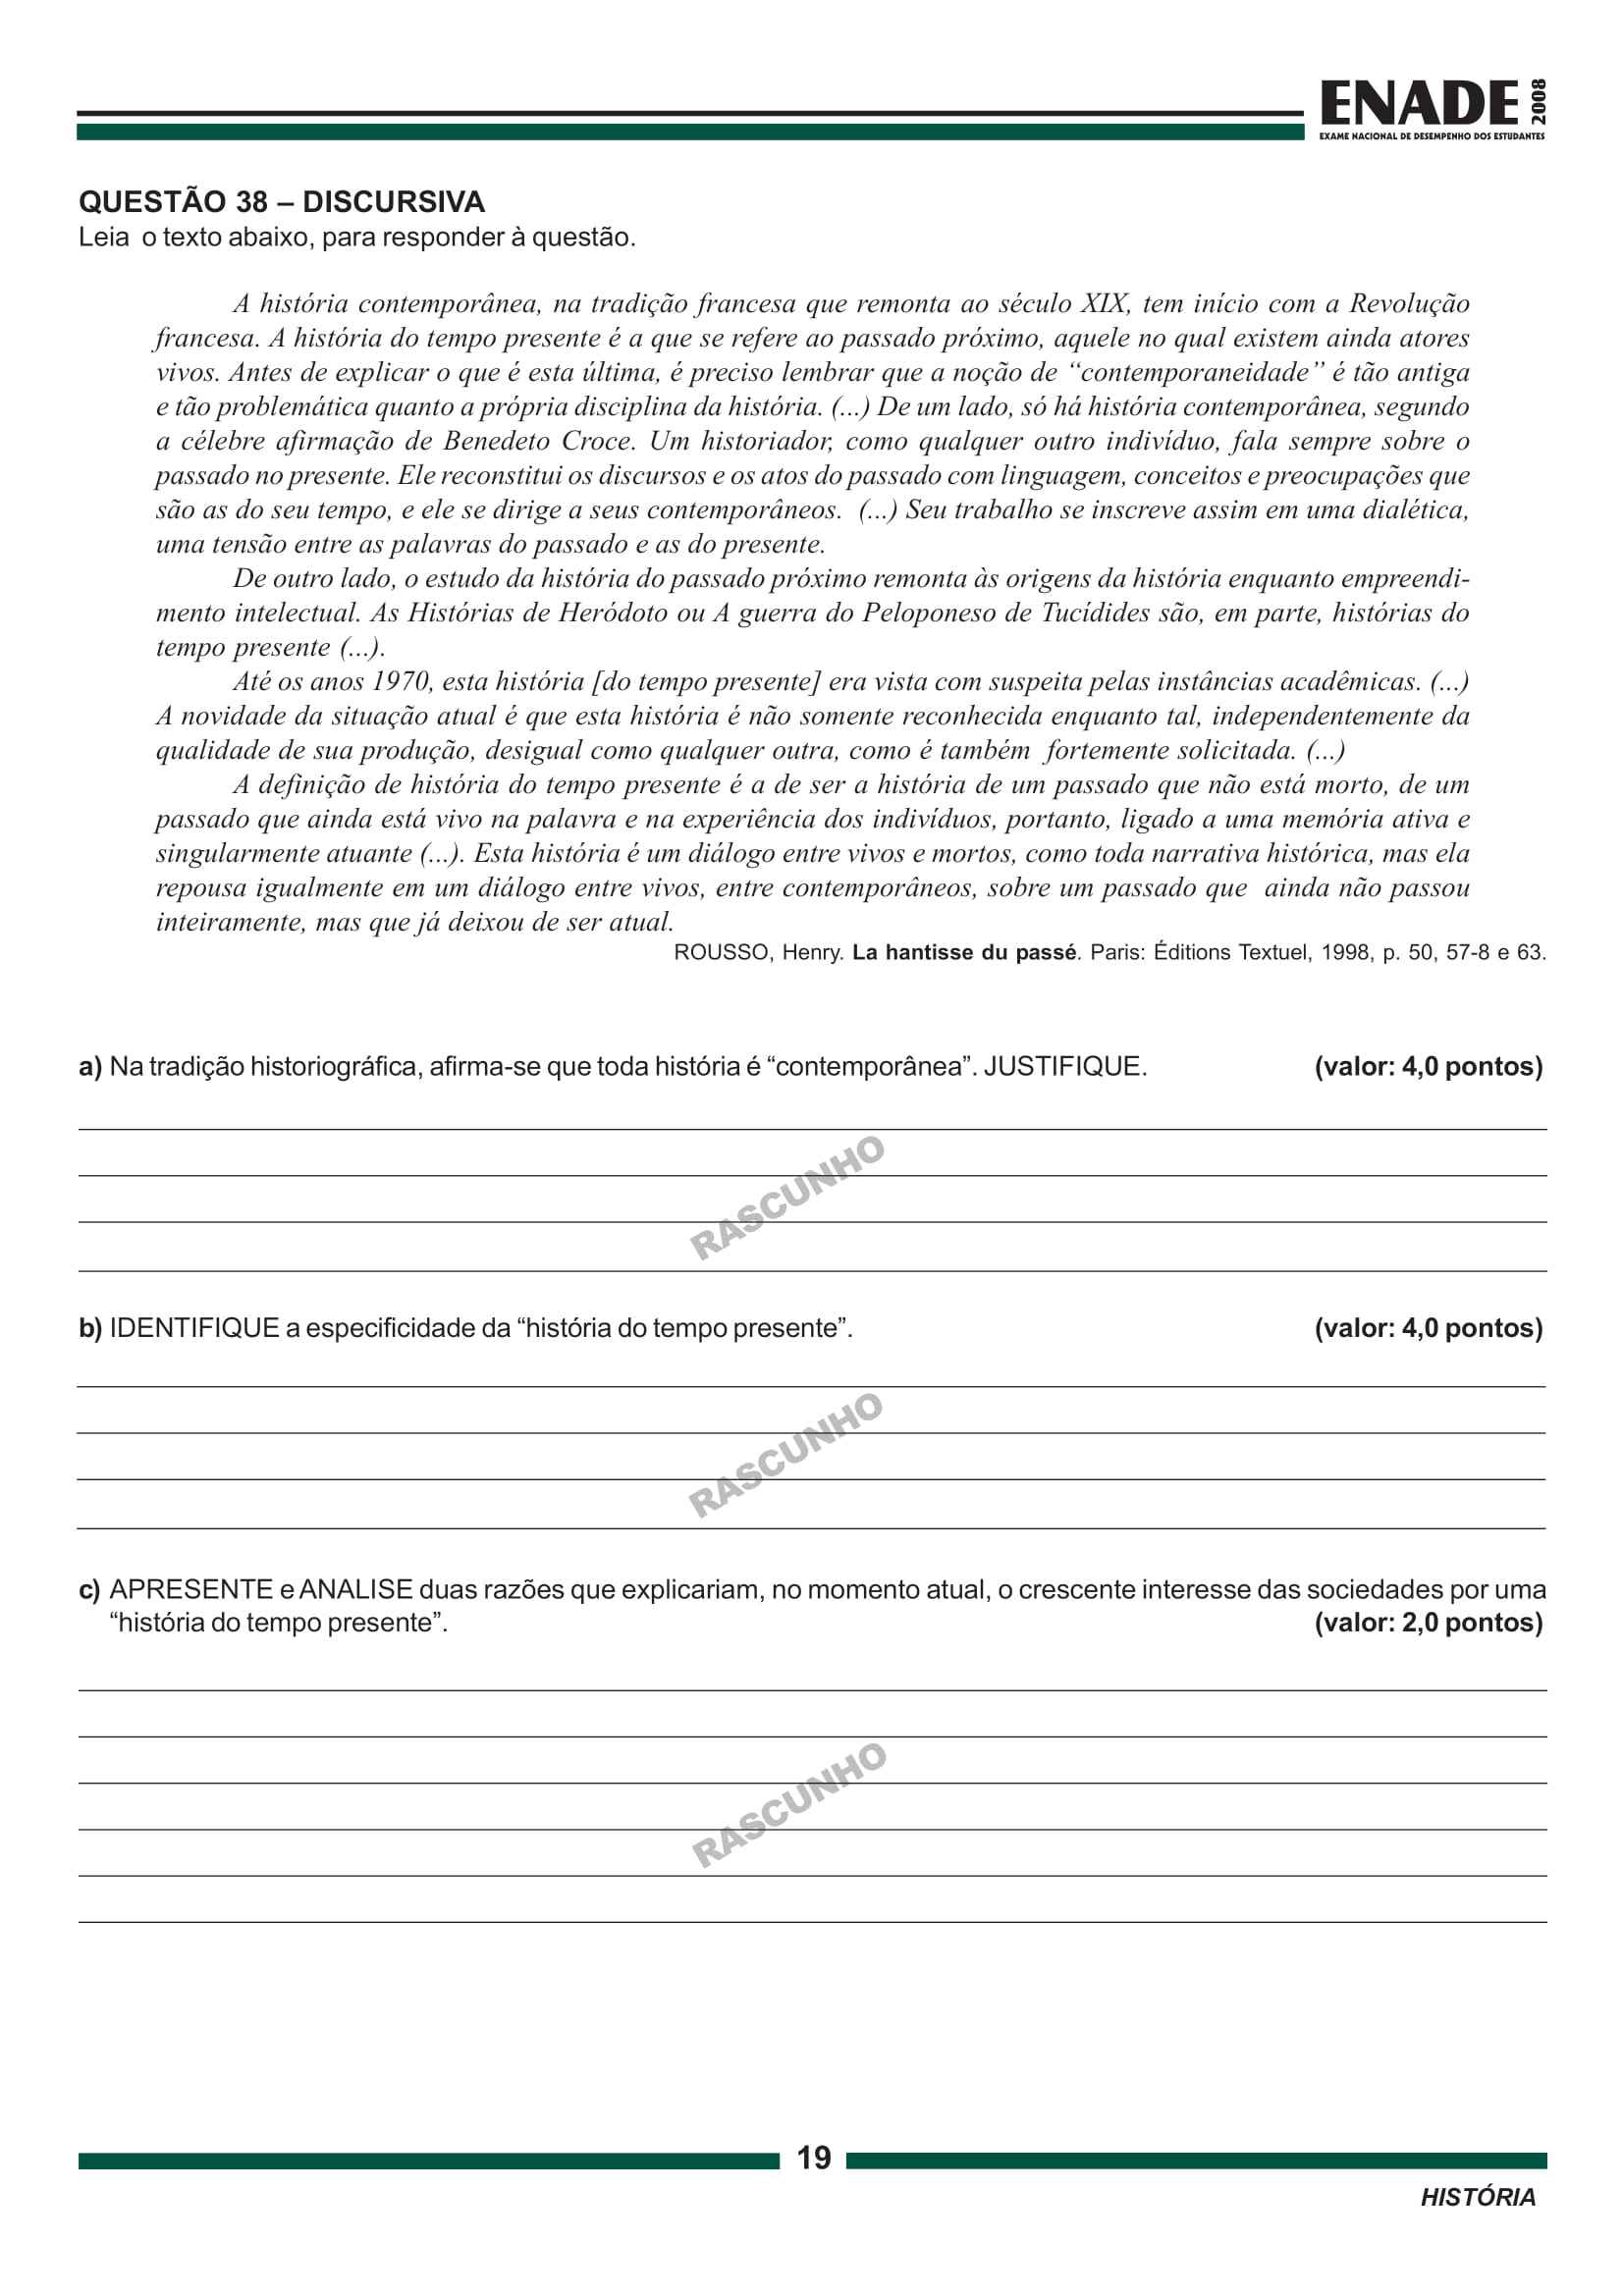 ENADE 2008
EXAME NACIONAL DE DESEMPENHO DOS ESTUDANTES
QUESTÃO 38 – DISCURSIVA
Leia o texto abaixo, para responder à questão.
A história contemporânea, na tradição francesa que remonta ao século XIX, tem início com a Revolução
francesa. A história do tempo presente é a que se refere ao passado próximo, aquele no qual existem ainda atores
vivos. Antes de explicar o que é esta última, é preciso lembrar que a noção de “contemporaneidade” é tão antiga
e tão problemática quanto a própria disciplina da história. (...) De um lado, só há história contemporânea, segundo
a célebre afirmação de Benedeto Croce. Um historiador, como qualquer outro indivíduo, fala sempre sobre o
passado no presente. Ele reconstitui os discursos e os atos do passado com linguagem, conceitos e preocupações que
são as do seu tempo, e ele se dirige a seus contemporâneos. (...) Seu trabalho se inscreve assim em uma dialética,
uma tensão entre as palavras do passado e as do presente.
De outro lado, o estudo da história do passado próximo remonta às origens da história enquanto empreendi-
mento intelectual. As Histórias de Heródoto ou A guerra do Peloponeso de Tucídides são, em parte, histórias do
tempo presente (...).
Até os anos 1970, esta história [do tempo presente] era vista com suspeita pelas instâncias acadêmicas. (...)
A novidade da situação atual é que esta história é não somente reconhecida enquanto tal, independentemente da
qualidade de sua produção, desigual como qualquer outra, como é também fortemente solicitada. (...)
A definição de história do tempo presente é a de ser a história de um passado que não está morto, de um
passado que ainda está vivo na palavra e na experiência dos indivíduos, portanto, ligado a uma memória ativa e
singularmente atuante (...). Esta história é um diálogo entre vivos e mortos, como toda narrativa histórica, mas ela
repousa igualmente em um diálogo entre vivos, entre contemporâneos, sobre um passado que ainda não passou
inteiramente, mas que já deixou de ser atual.
ROUSSO, Henry. La hantisse du passé. Paris: Éditions Textuel, 1998, p. 50, 57-8 e 63.
a) Na tradição historiográfica, afirma-se que toda história é “contemporânea”. JUSTIFIQUE. (valor: 4,0 pontos)
RASCUNHO
b) IDENTIFIQUE a especificidade da “história do tempo presente”. (valor: 4,0 pontos)
RASCUNHO
c) APRESENTE e ANALISE duas razões que explicariam, no momento atual, o crescente interesse das sociedades por uma
“história do tempo presente”. (valor: 2,0 pontos)
RASCUNHO
19
HISTÓRIA